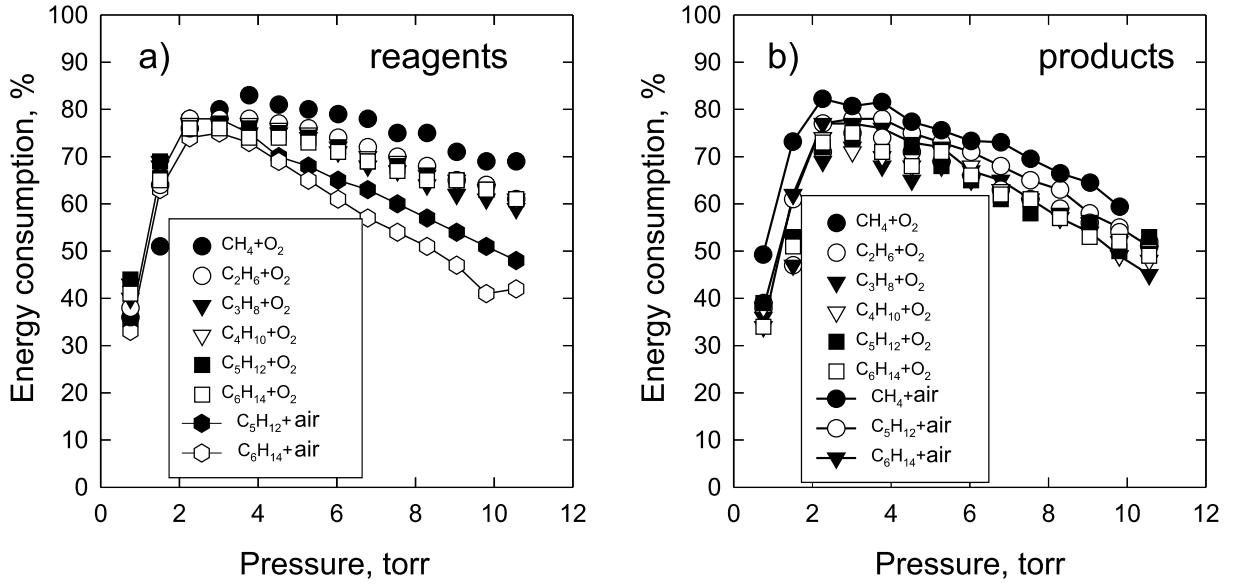 100
90
80
70
60
50
40
30
20
10
0
Energy consumption, %
a) reagents
CH₄+O₂
C₂H₆+O₂
C₃H₈+O₂
C₄H₁₀+O₂
C₅H₁₂+O₂
C₆H₁₄+O₂
C₅H₁₂+air
C₆H₁₄+air
0 2 4 6 8 10 12
Pressure, torr
100
90
80
70
60
50
40
30
20
10
0
Energy consumption, %
b) products
CH₄+O₂
C₂H₆+O₂
C₃H₈+O₂
C₄H₁₀+O₂
C₅H₁₂+O₂
C₆H₁₄+O₂
CH₄+air
C₅H₁₂+air
C₆H₁₄+air
0 2 4 6 8 10 12
Pressure, torr